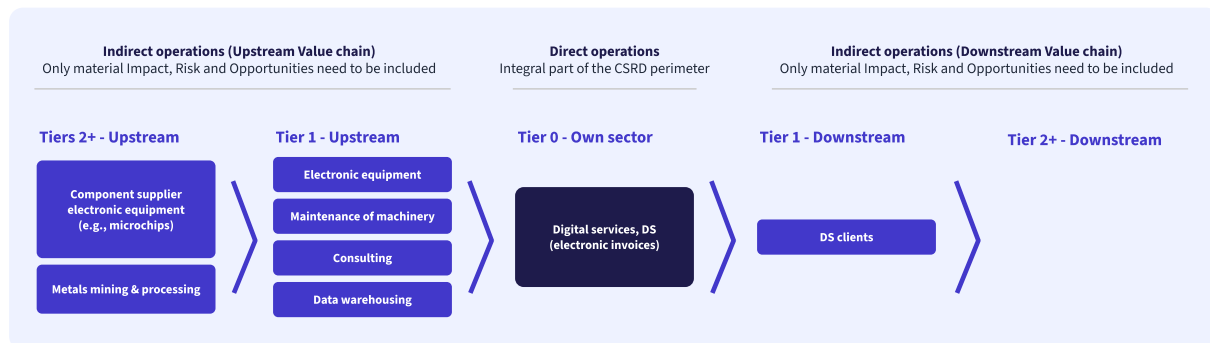 Indirect operations (Upstream Value chain)
Only material Impact, Risk and Opportunities need to be included
Direct operations
Integral part of the CSRD perimeter
Indirect operations (Downstream Value chain)
Only material Impact, Risk and Opportunities need to be included
Tiers 2+ - Upstream
Component supplier
electronic equipment
(e.g., microchips)
Metals mining & processing
Tier 1 - Upstream
Electronic equipment
Maintenance of machinery
Consulting
Data warehousing
Tier 0 - Own sector
Digital services, DS
(electronic invoices)
Tier 1 - Downstream
DS clients
Tier 2+ - Downstream